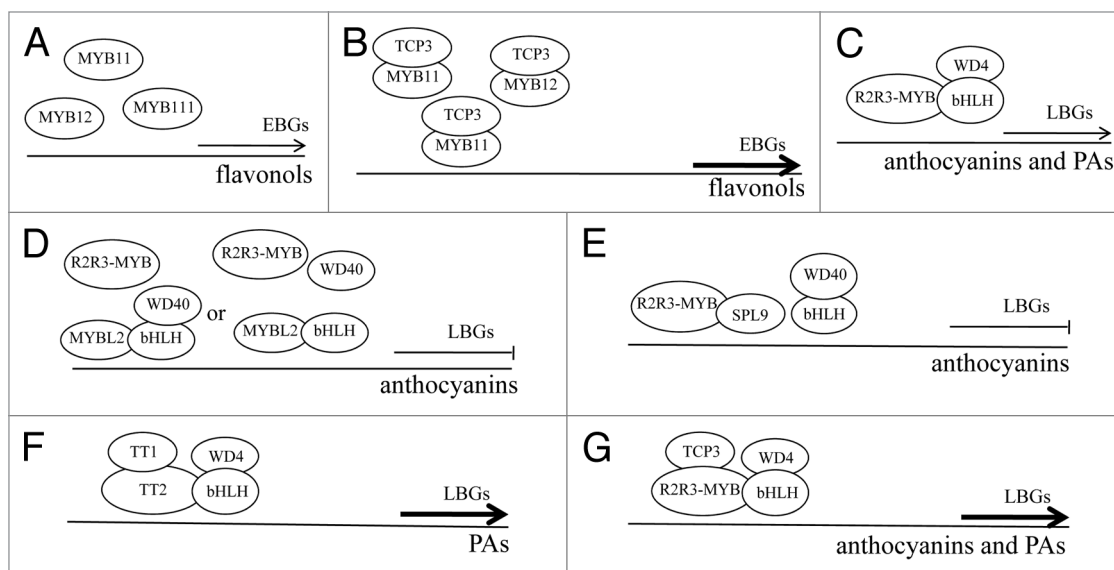 A
MYB11
MYB12
MYB111
EBGs
flavonols
B
TCP3
MYB11
TCP3
MYB12
TCP3
MYB11
EBGs
flavonols
C
WD4
R2R3-MYB
bHLH
LBGs
anthocyanins and PAs
D
R2R3-MYB
WD40
MYBL2
bHLH
or
R2R3-MYB
WD40
MYBL2
bHLH
LBGs
anthocyanins
E
R2R3-MYB
SPL9
WD40
bHLH
LBGs
anthocyanins
F
TT1
WD4
TT2
bHLH
LBGs
PAs
G
TCP3
WD4
R2R3-MYB
bHLH
LBGs
anthocyanins and PAs